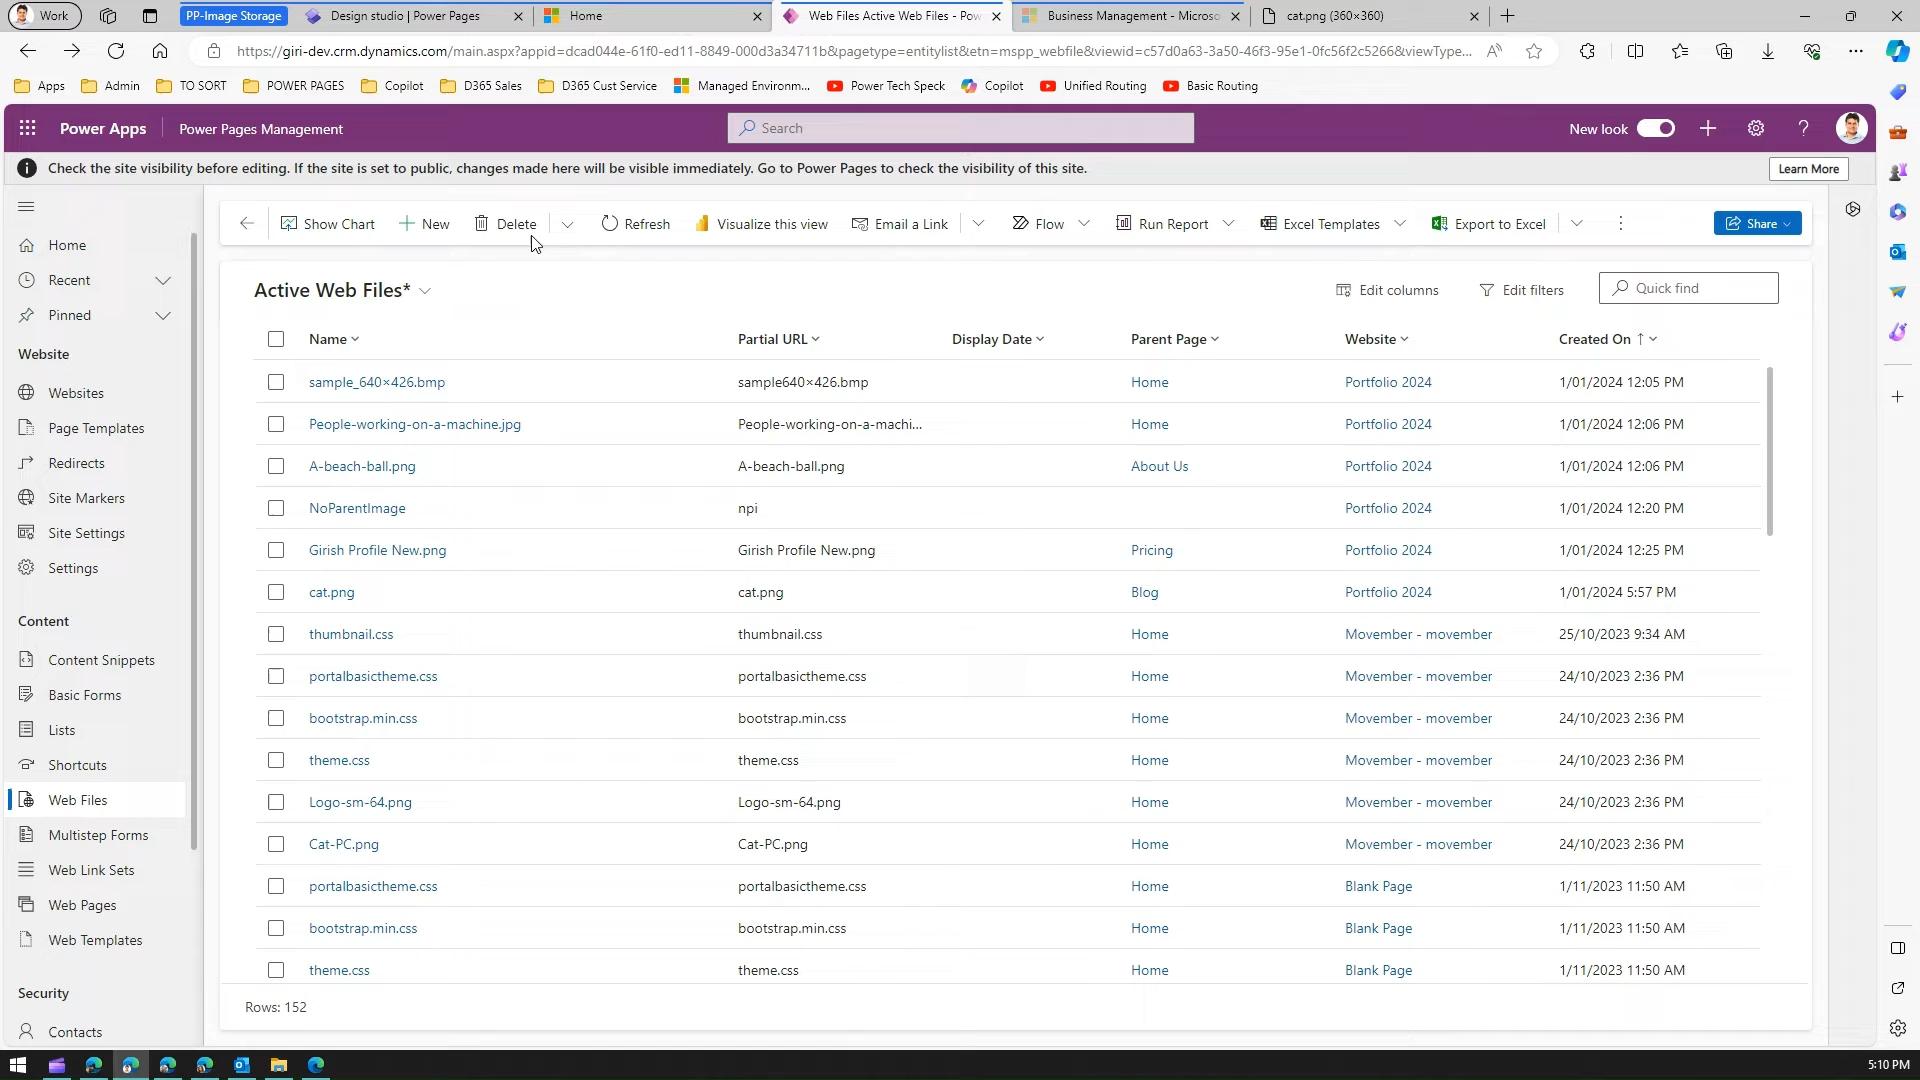 Work
PP-Image Storage
Design studio | Power Pages
Home
Web Files Active Web Files - Pow
Business Management - Microso
cat.png (360×360)
https://giri-dev.crm.dynamics.com/main.aspx?appid=dcad044e-61f0-ed11-8849-000d3a34711b&pagetype=entitylist&etn=mspp_webfile&viewid=c57d0a63-3a50-46f3-95e1-0fc56f2c5266&viewType...
Apps
Admin
TO SORT
POWER PAGES
Copilot
D365 Sales
D365 Cust Service
Managed Environm...
Power Tech Speck
Copilot
Unified Routing
Basic Routing
Power Apps
Power Pages Management
Search
New look
Check the site visibility before editing. If the site is set to public, changes made here will be visible immediately. Go to Power Pages to check the visibility of this site.
Learn More
Home
Recent
Pinned
Website
Websites
Page Templates
Redirects
Site Markers
Site Settings
Settings
Content
Content Snippets
Basic Forms
Lists
Shortcuts
Web Files
Multistep Forms
Web Link Sets
Web Pages
Web Templates
Security
Contacts
Show Chart
New
Delete
Refresh
Visualize this view
Email a Link
Flow
Run Report
Excel Templates
Export to Excel
Share
Active Web Files*
Edit columns
Edit filters
Quick find
Name Partial URL Display Date Parent Page Website Created On ↑
sample_640×426.bmp sample640×426.bmp Home Portfolio 2024 1/01/2024 12:05 PM
People-working-on-a-machine.jpg People-working-on-a-machi... Home Portfolio 2024 1/01/2024 12:06 PM
A-beach-ball.png A-beach-ball.png About Us Portfolio 2024 1/01/2024 12:06 PM
NoParentImage npi Portfolio 2024 1/01/2024 12:20 PM
Girish Profile New.png Girish Profile New.png Pricing Portfolio 2024 1/01/2024 12:25 PM
cat.png cat.png Blog Portfolio 2024 1/01/2024 5:57 PM
thumbnail.css thumbnail.css Home Movember - movember 25/10/2023 9:34 AM
portalbasictheme.css portalbasictheme.css Home Movember - movember 24/10/2023 2:36 PM
bootstrap.min.css bootstrap.min.css Home Movember - movember 24/10/2023 2:36 PM
theme.css theme.css Home Movember - movember 24/10/2023 2:36 PM
Logo-sm-64.png Logo-sm-64.png Home Movember - movember 24/10/2023 2:36 PM
Cat-PC.png Cat-PC.png Home Movember - movember 24/10/2023 2:36 PM
portalbasictheme.css portalbasictheme.css Home Blank Page 1/11/2023 11:50 AM
bootstrap.min.css bootstrap.min.css Home Blank Page 1/11/2023 11:50 AM
theme.css theme.css Home Blank Page 1/11/2023 11:50 AM
Rows: 152
5:10 PM